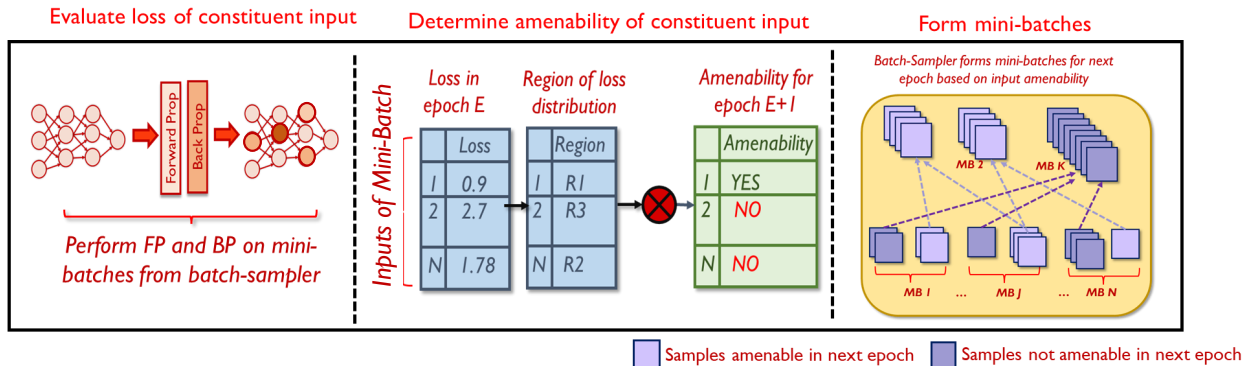 Evaluate loss of constituent input
Determine amenability of constituent input
Form mini-batches
Forward Prop
Back Prop
Perform FP and BP on mini-
batches from batch-sampler
Inputs of Mini-Batch
Loss in
epoch E
Region of loss
distribution
Amenability for
epoch E+1
Loss
1 0.9
2 2.7
N 1.78
Region
1 R1
2 R3
N R2
Amenability
1 YES
2 NO
N NO
Batch-Sampler forms mini-batches for next
epoch based on input amenability
MB 2
MB K
MB 1 ... MB J ... MB N
Samples amenable in next epoch
Samples not amenable in next epoch